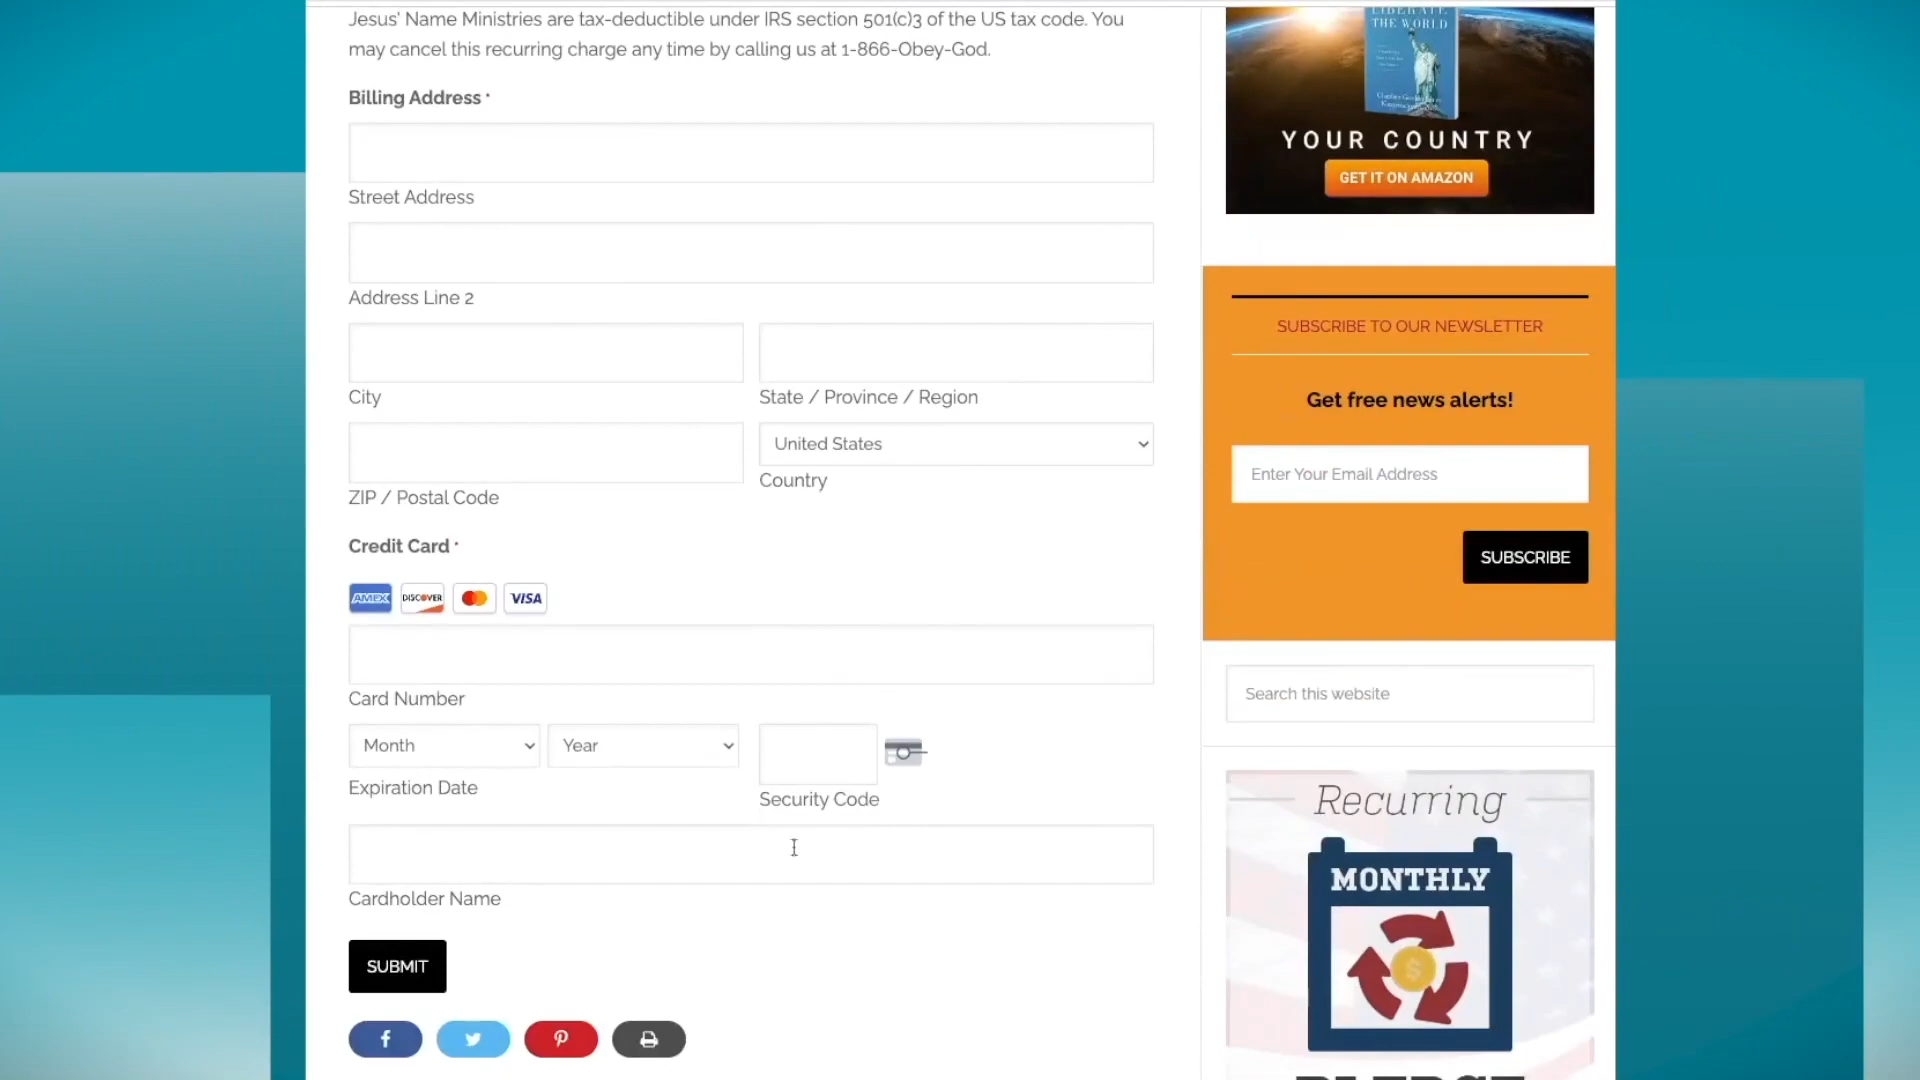 Jesus' Name Ministries are tax-deductible under IRS section 501(c)3 of the US tax code. You
may cancel this recurring charge any time by calling us at 1-866-Obey-God.
Billing Address *
Street Address
Address Line 2
City
State / Province / Region
ZIP / Postal Code
United States
Country
Credit Card *
AMEX
DISCOVER
VISA
Card Number
Month
Year
Expiration Date
Security Code
Cardholder Name
SUBMIT
LIBERATE
THE WORLD
YOUR COUNTRY
GET IT ON AMAZON
SUBSCRIBE TO OUR NEWSLETTER
Get free news alerts!
Enter Your Email Address
SUBSCRIBE
Search this website
Recurring
MONTHLY
$